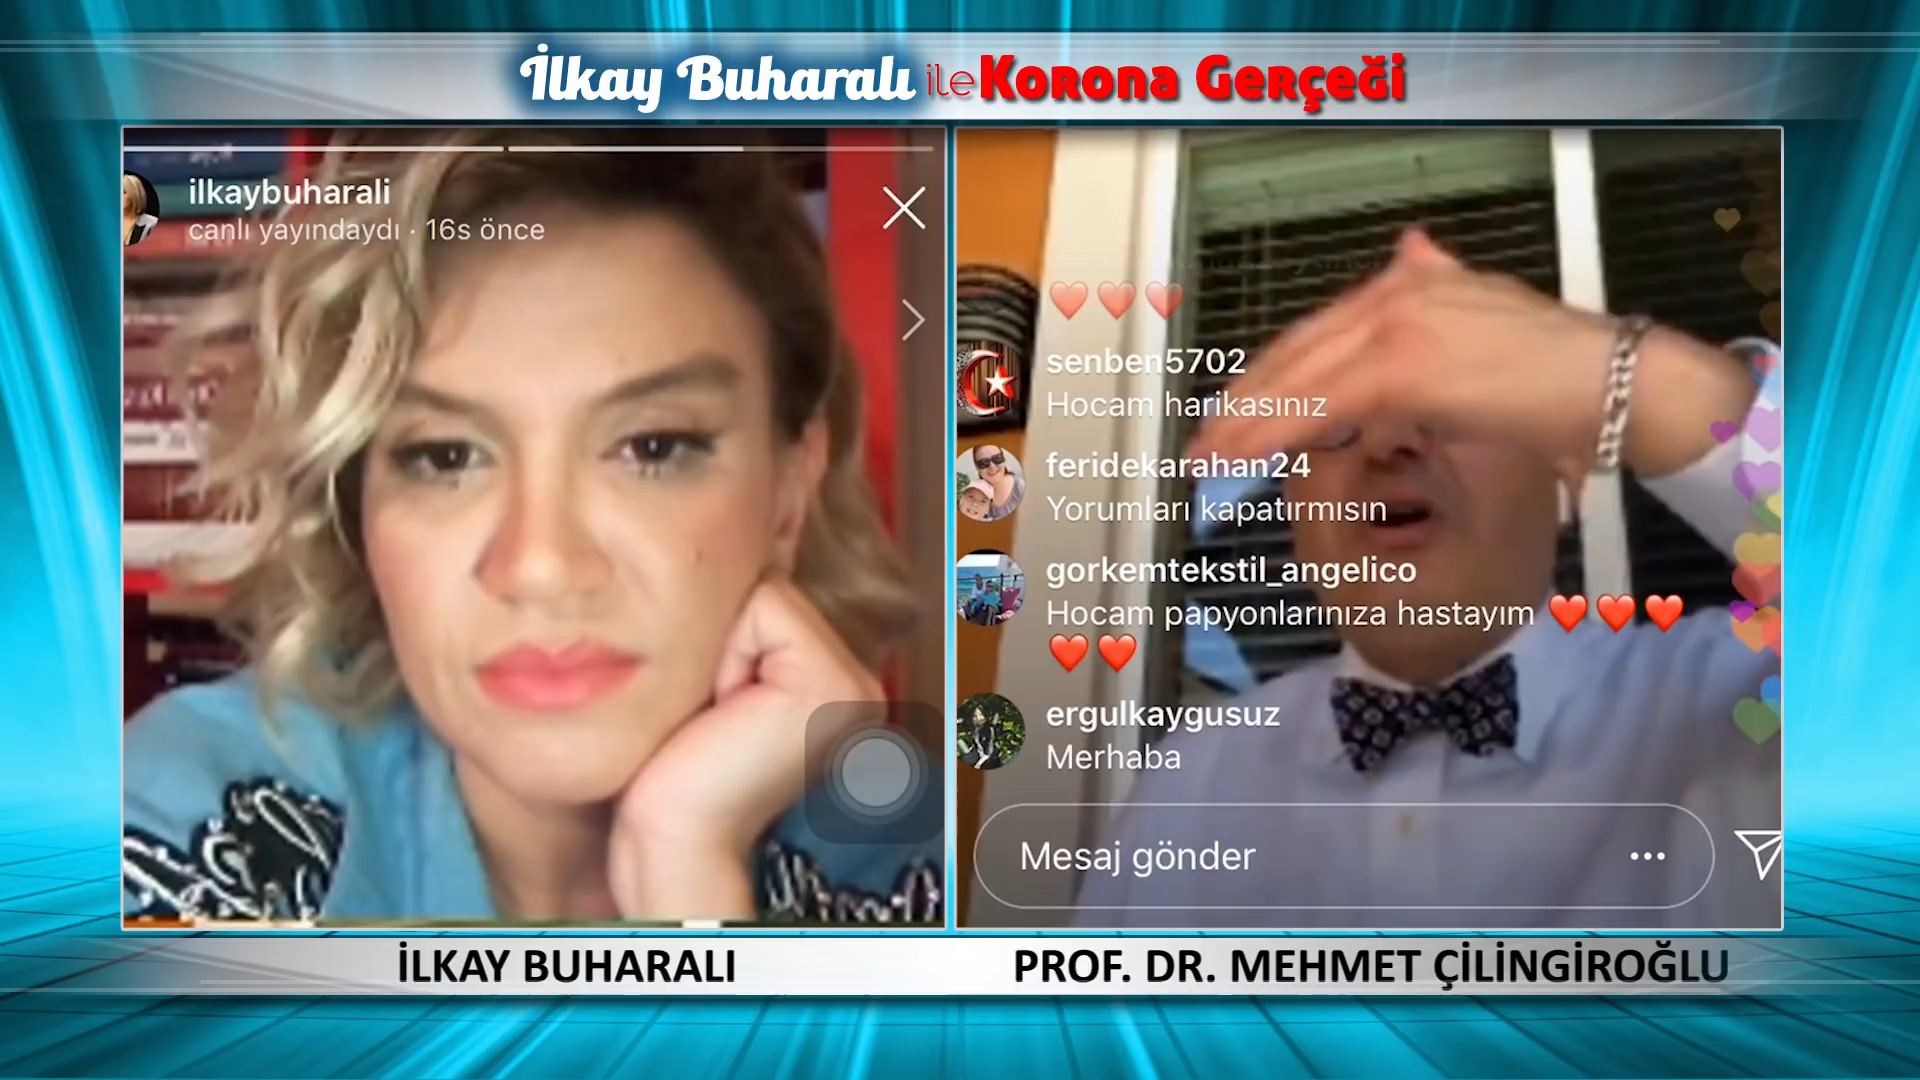 İlkay Buharalı ile Korona Gerçeği
ilkaybuharali
canlı yayındaydı · 16s önce
❤️❤️❤️
senben5702
Hocam harikasınız
feridekarahan24
Yorumları kapatırmısın
gorkemtekstil_angelico
Hocam papyonlarınıza hastayım ❤️❤️❤️
❤️❤️
ergulkaygusuz
Merhaba
Mesaj gönder
İLKAY BUHARALI
PROF. DR. MEHMET ÇİLİNGİROĞLU